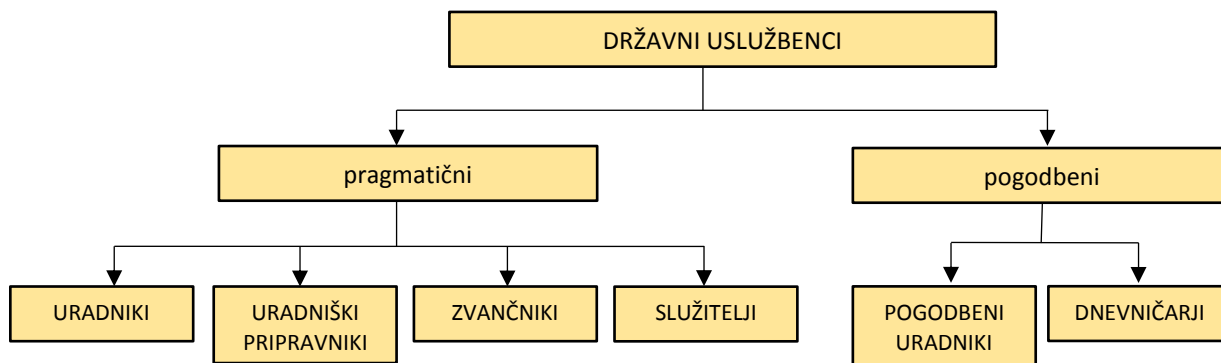 DRŽAVNI USLUŽBENCI
pragmatični
pogodbeni
URADNIKI
URADNIŠKI
PRIPRAVNIKI
ZVANČNIKI
SLUŽITELJI
POGODBENI
URADNIKI
DNEVNIČARJI